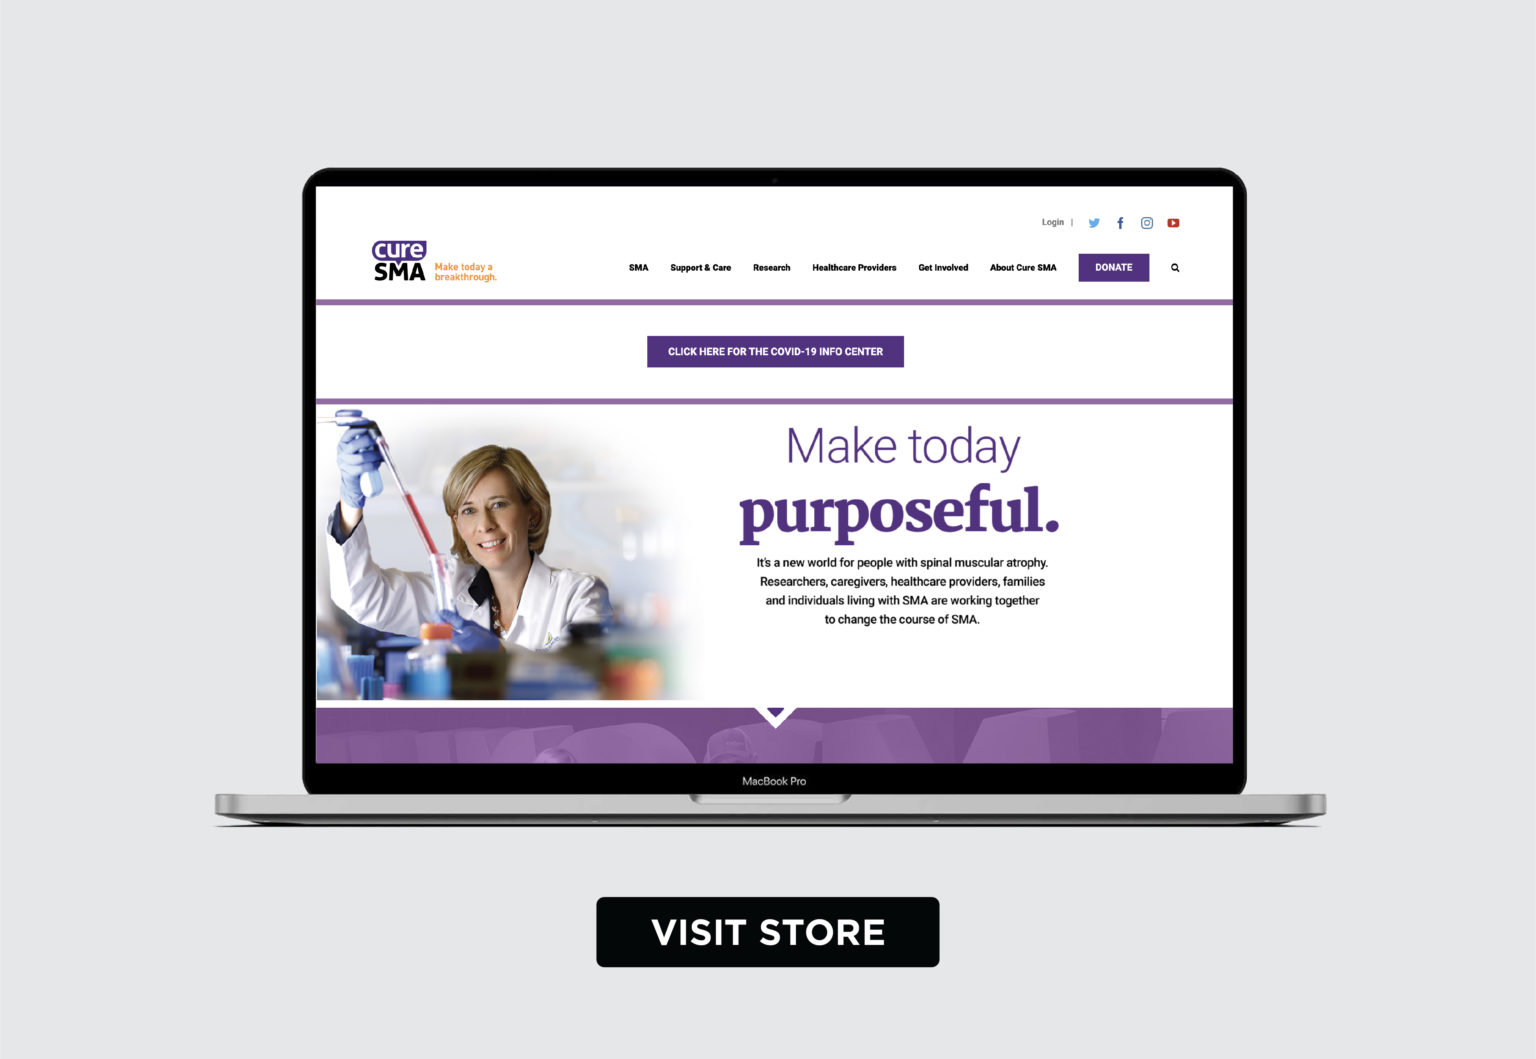 Login |
cure
SMA
Make today a
breakthrough.
SMA Support & Care Research Healthcare Providers Get Involved About Cure SMA DONATE
CLICK HERE FOR THE COVID-19 INFO CENTER
Make today
purposeful.
It's a new world for people with spinal muscular atrophy.
Researchers, caregivers, healthcare providers, families
and individuals living with SMA are working together
to change the course of SMA.
MacBook Pro
VISIT STORE